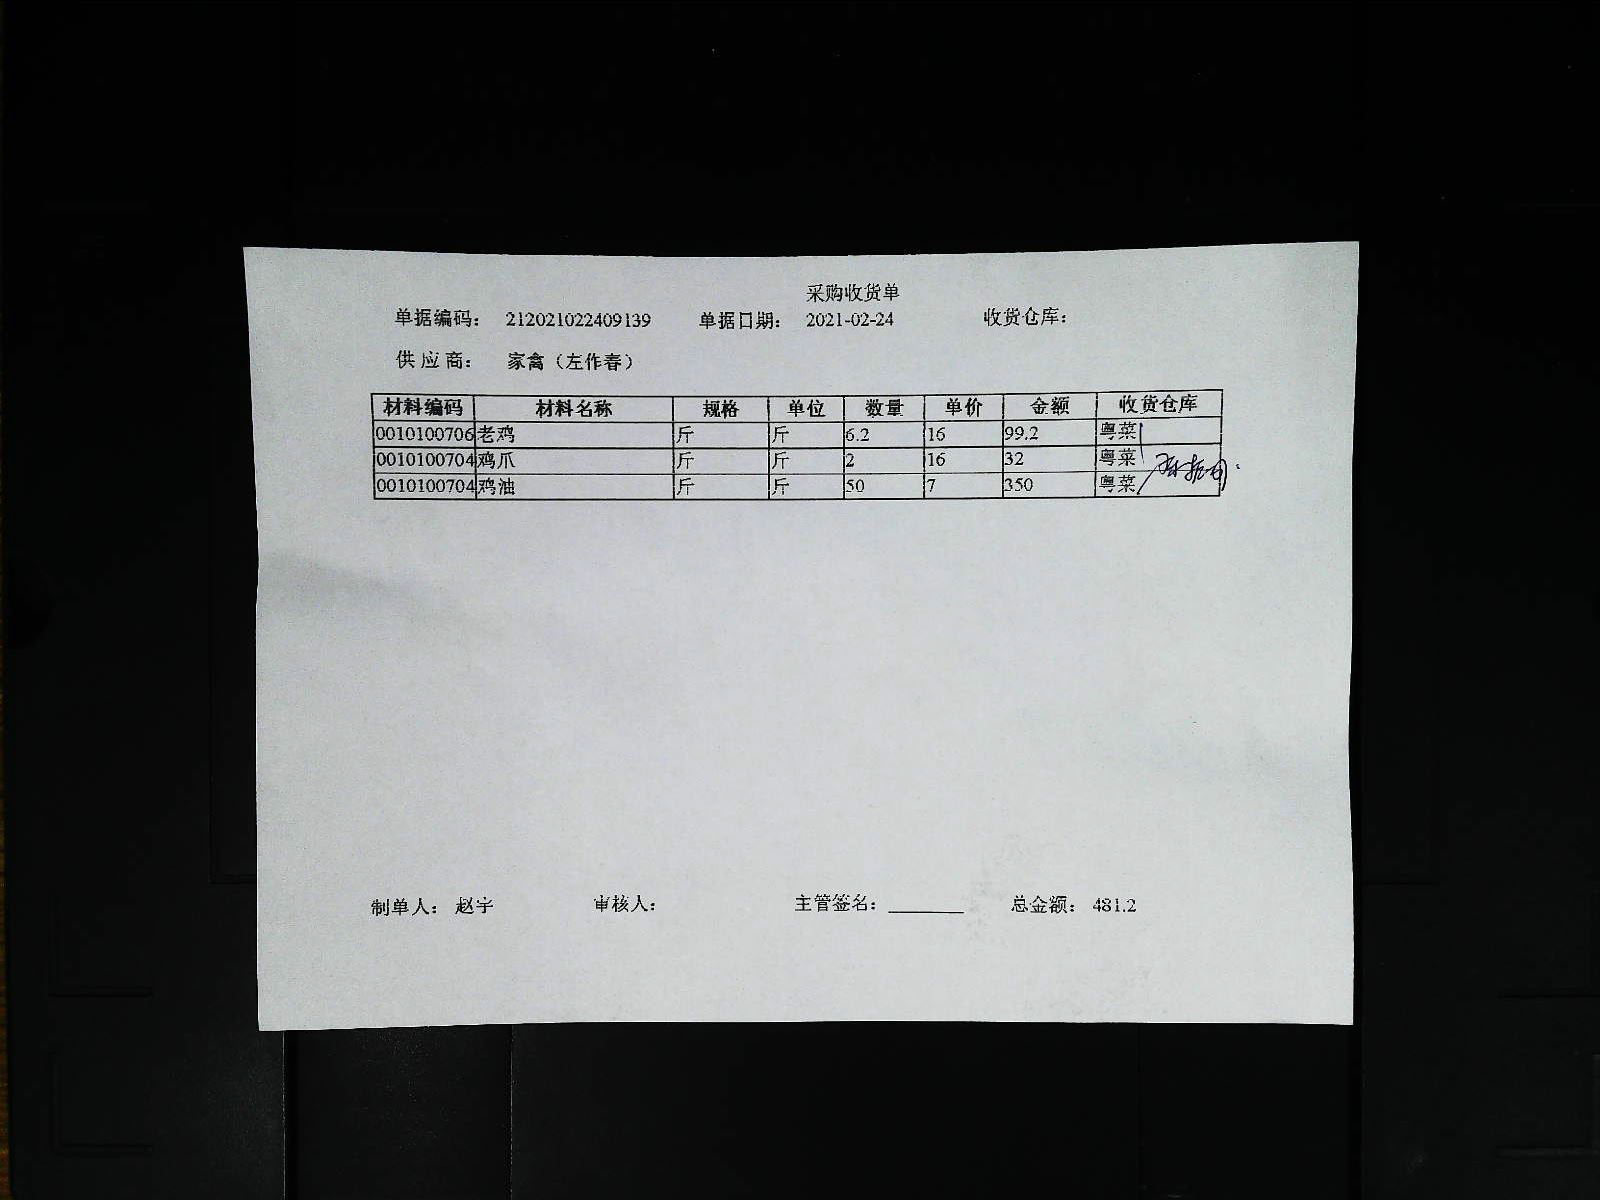 采购收货单
单据编码： 212021022409139 单据日期： 2021-02-24 收货仓库：
供应商： 家禽（左作春）
材料编码 材料名称 规格 单位 数量 单价 金额 收货仓库
0010100706 老鸡 斤 斤 6.2 16 99.2 粤菜
0010100704 鸡爪 斤 斤 2 16 32 粤菜
0010100704 鸡油 斤 斤 50 7 350 粤菜
制单人： 赵宇 审核人： 主管签名： 总金额： 481.2